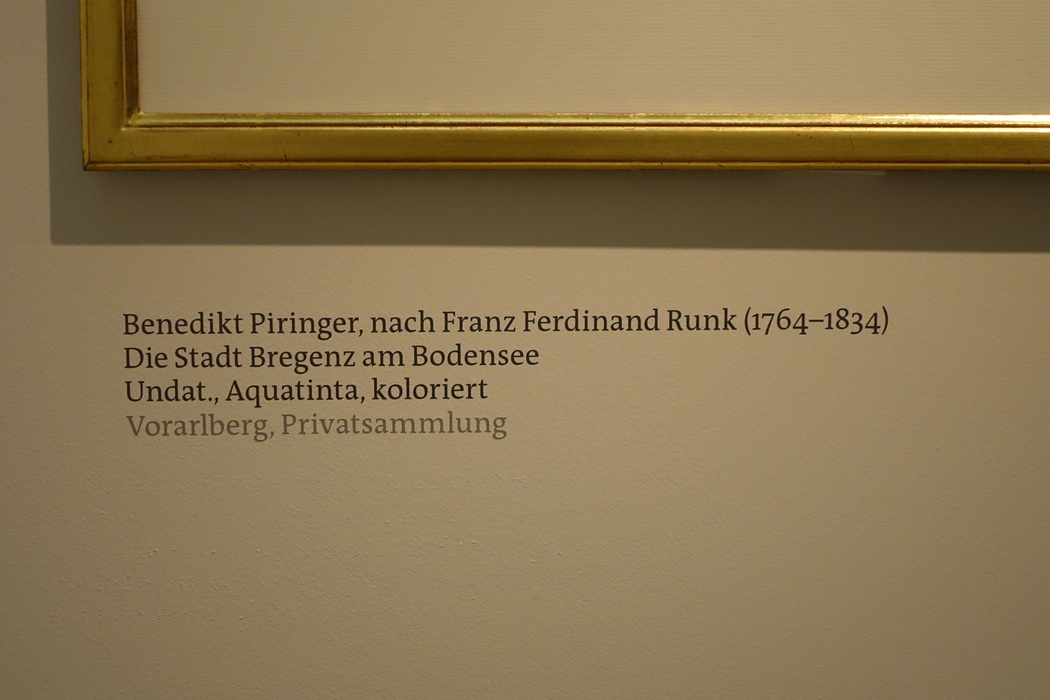 Benedikt Piringer, nach Franz Ferdinand Runk (1764–1834)
Die Stadt Bregenz am Bodensee
Undat., Aquatinta, koloriert
Vorarlberg, Privatsammlung